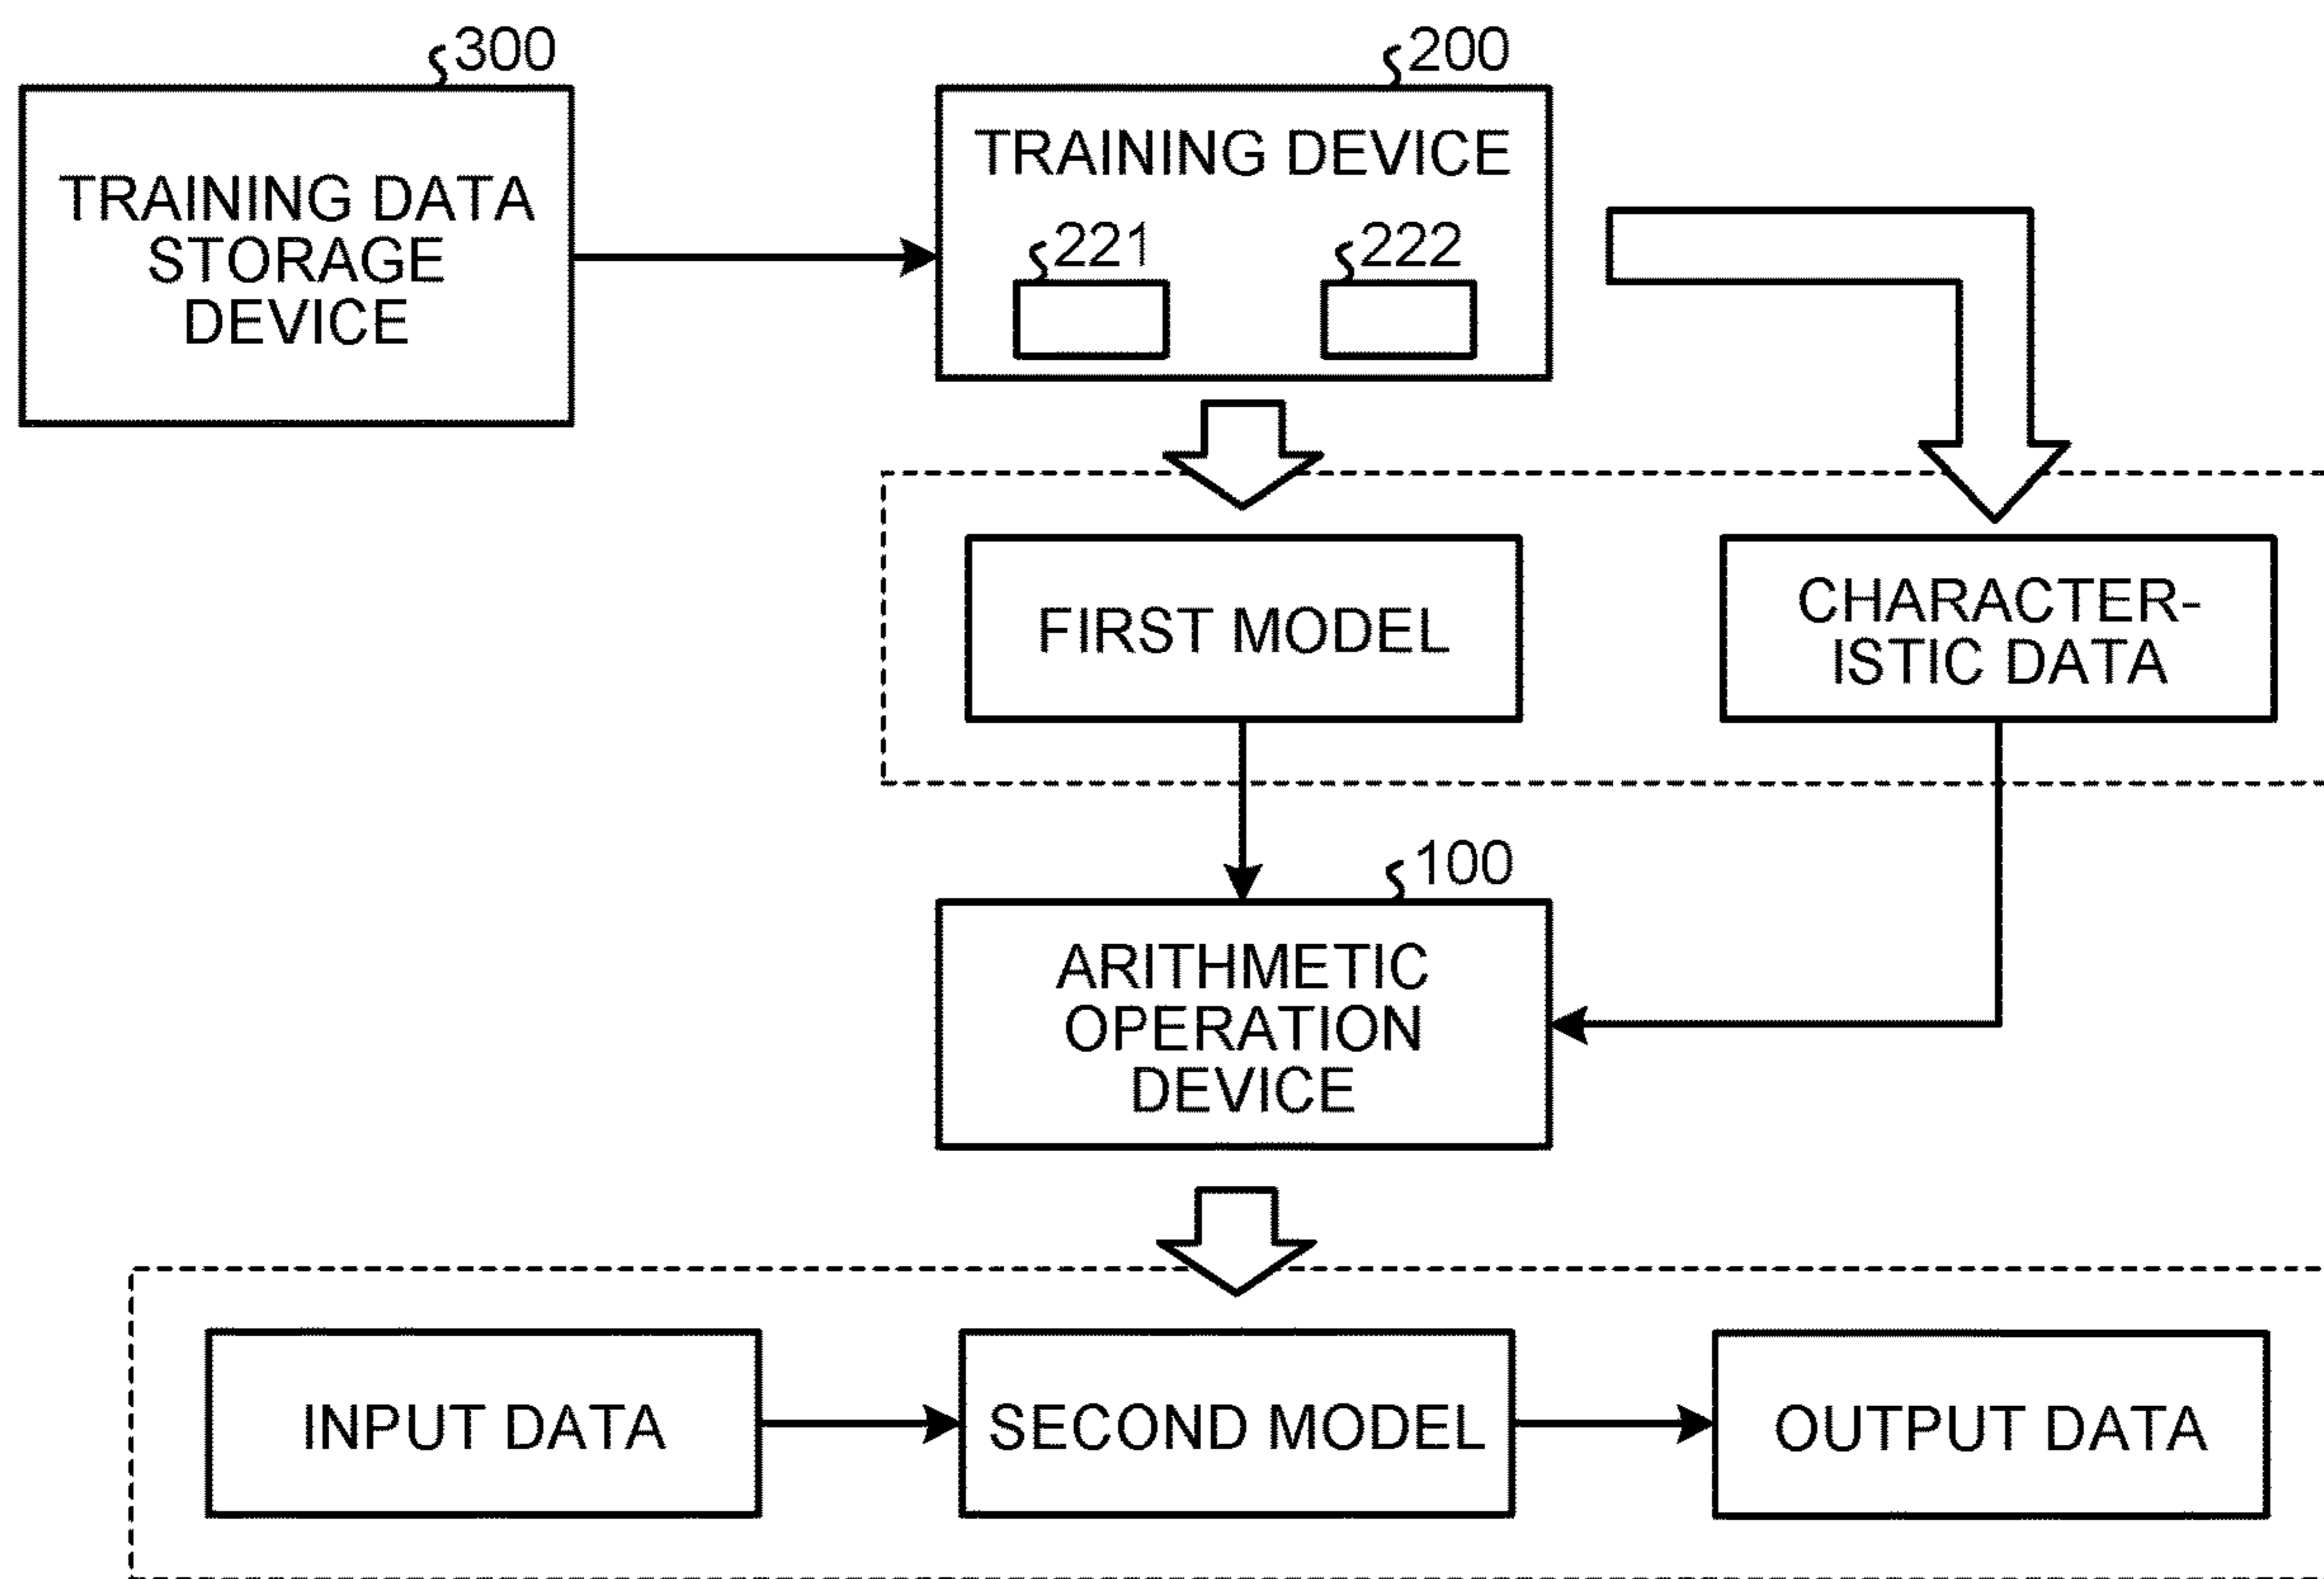 300
TRAINING DATA
STORAGE
DEVICE
200
TRAINING DEVICE
221
222
FIRST MODEL
CHARACTER-
ISTIC DATA
100
ARITHMETIC
OPERATION
DEVICE
INPUT DATA
SECOND MODEL
OUTPUT DATA